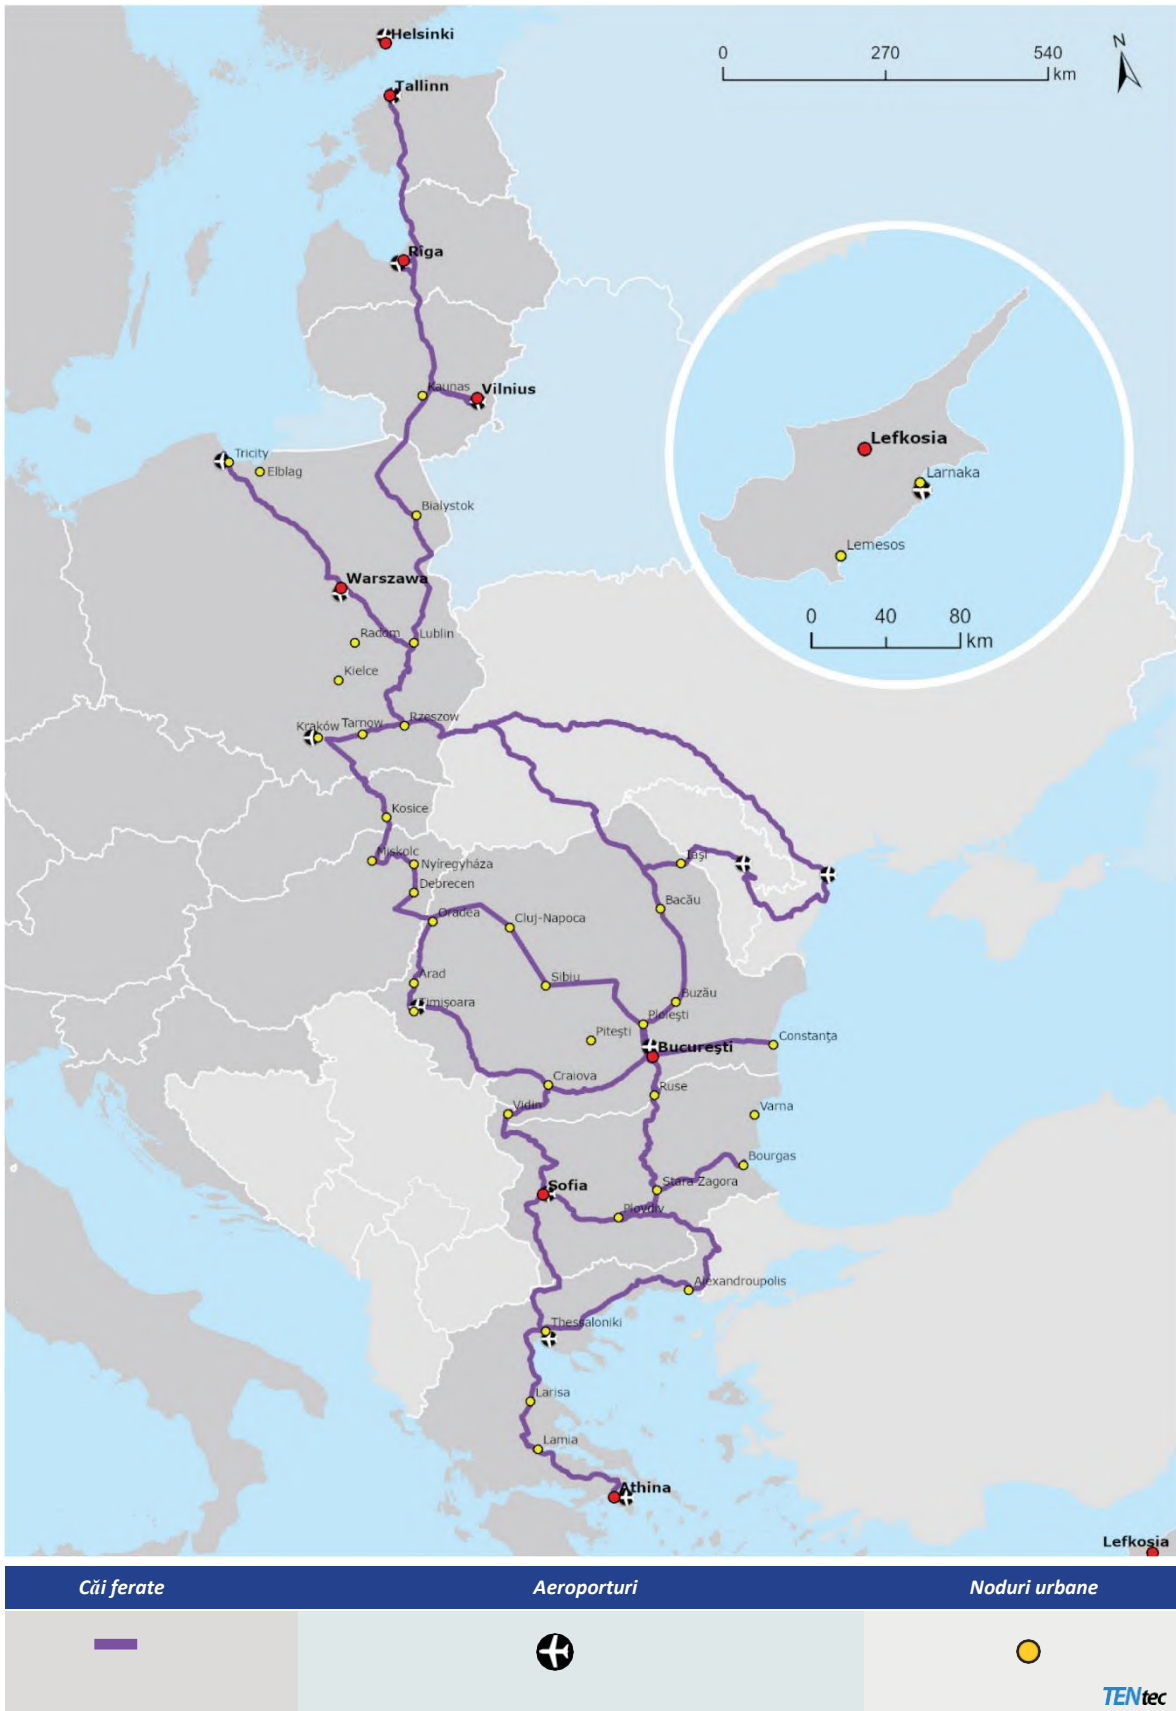 Helsinki
0 270 540
km
N
Tallinn
Rīga
Kaunas
Vilnius
Lefkosia
Larnaka
Lemesos
0 40 80
km
Tricity
Elblag
Bialystok
Warszawa
Radom
Lublin
Kielce
Kraków
Tarnow
Rzeszow
Kosice
Miskolc
Nyíregyháza
Debrecen
Iaşi
Bacău
Oradea
Cluj-Napoca
Arad
Sibiu
Timişoara
Buzău
Ploieşti
Piteşti
Bucureşti
Constanţa
Craiova
Ruse
Vidin
Varna
Bourgas
Sofia
Stara Zagora
Plovdiv
Alexandroupolis
Thessaloniki
Larisa
Lamia
Athina
Lefkosia
Căi ferate Aeroporturi Noduri urbane
TENtec